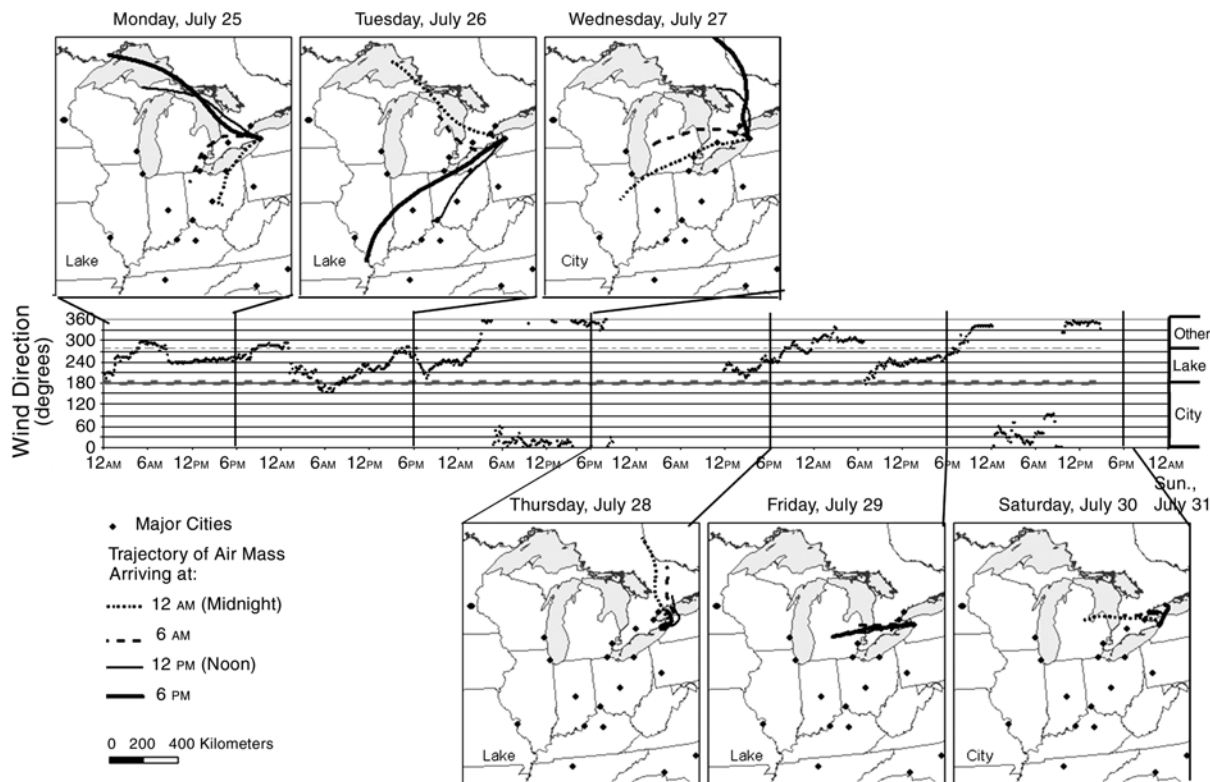 Monday, July 25
Tuesday, July 26
Wednesday, July 27
Lake
Lake
City
Wind Direction
(degrees)
360
300
240
180
120
60
0
Other
Lake
City
12AM 6AM 12PM 6PM 12AM 6AM 12PM 6PM 12AM 6AM 12PM 6PM 12AM 6AM 12PM 6PM 12AM 6AM 12PM 6PM 12AM 6AM 12PM 6PM 12AM
Sun.,
July 31
Thursday, July 28
Friday, July 29
Saturday, July 30
Lake
Lake
City
Major Cities
Trajectory of Air Mass
Arriving at:
12 AM (Midnight)
6 AM
12 PM (Noon)
6 PM
0 200 400 Kilometers